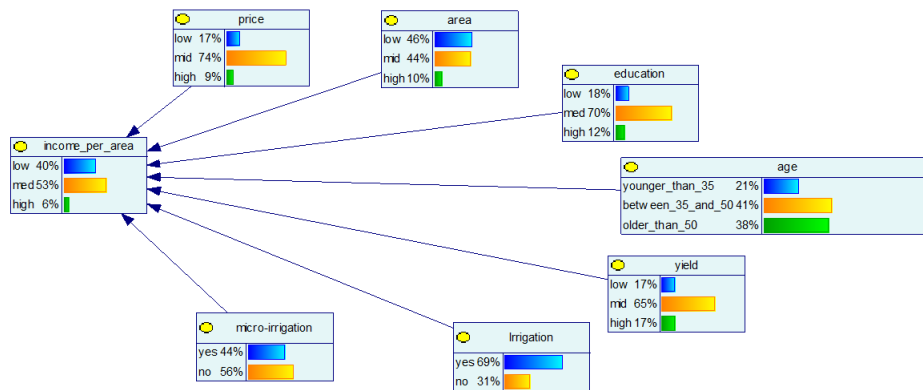 price
low 17%
mid 74%
high 9%
area
low 46%
mid 44%
high 10%
education
low 18%
med 70%
high 12%
income_per_area
low 40%
med 53%
high 6%
age
younger_than_35 21%
between_35_and_50 41%
older_than_50 38%
yield
low 17%
mid 65%
high 17%
micro-irrigation
yes 44%
no 56%
Irrigation
yes 69%
no 31%